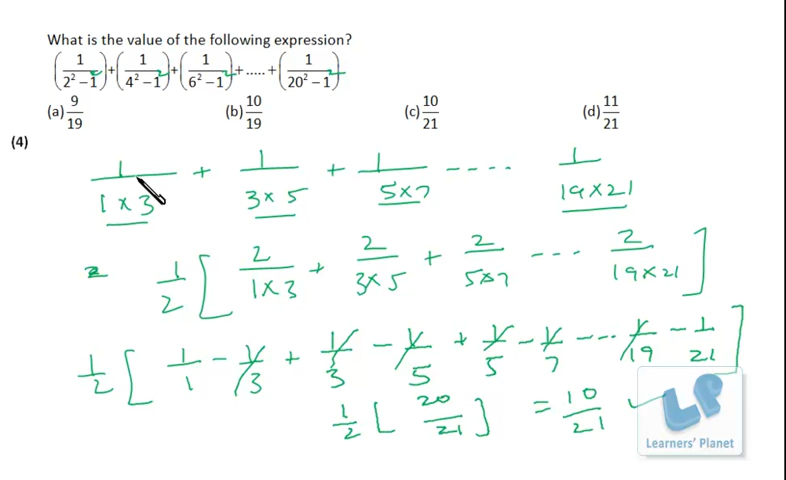 What is the value of the following expression?
(1/(2² −1)) + (1/(4² −1²)) + (1/(6² −1²)) + ..... + (1/(20² −1²))
(a) 9/19 (b) 10/19 (c) 10/21 (d) 11/21
(4)
1/(1 × 3) + 1/(3 × 5) + 1/(5 × 7) ---- 1/(19 × 21)
= 1/2 [ 2/(1 × 3) + 2/(3 × 5) + 2/(5 × 7) --- 2/(19 × 21) ]
1/2 [ 1/1 − 1/3 + 1/3 − 1/5 + 1/5 − 1/7 --- 1/19 − 1/21 ]
1/2 [ 20/21 ] = 10/21
LP
Learners' Planet